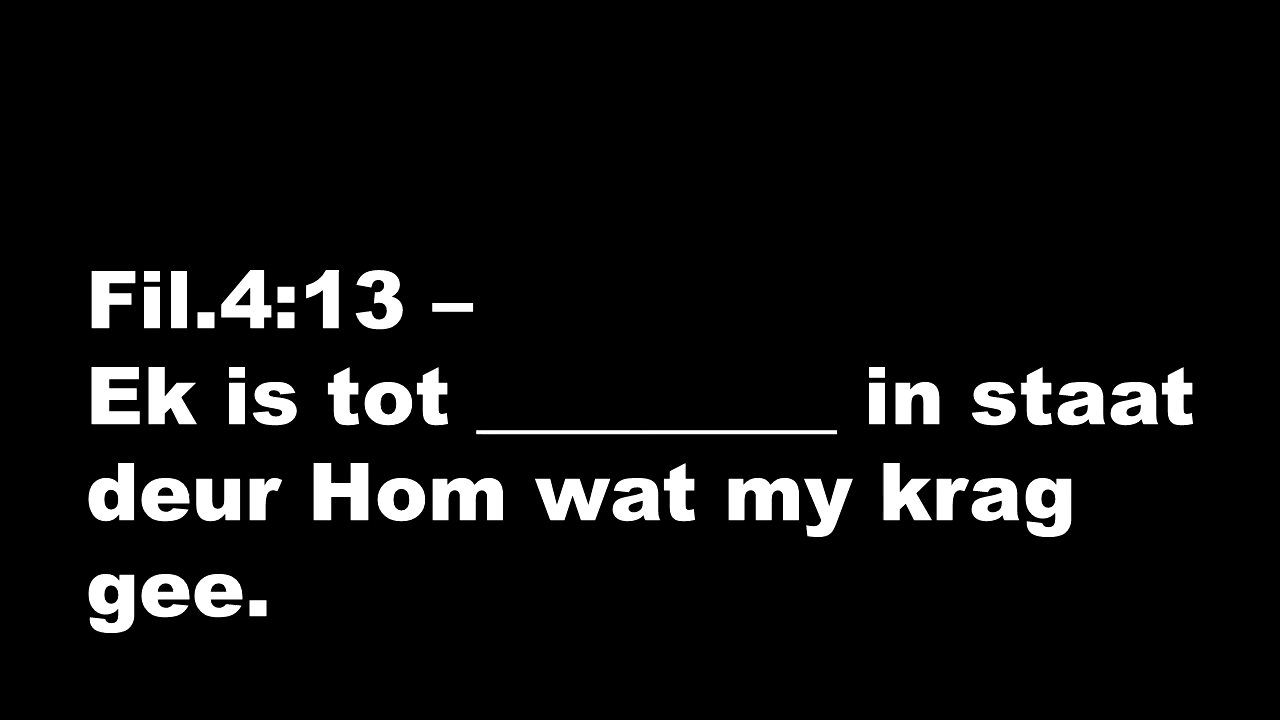 Fil.4:13 –
Ek is tot _________ in staat
deur Hom wat my krag
gee.